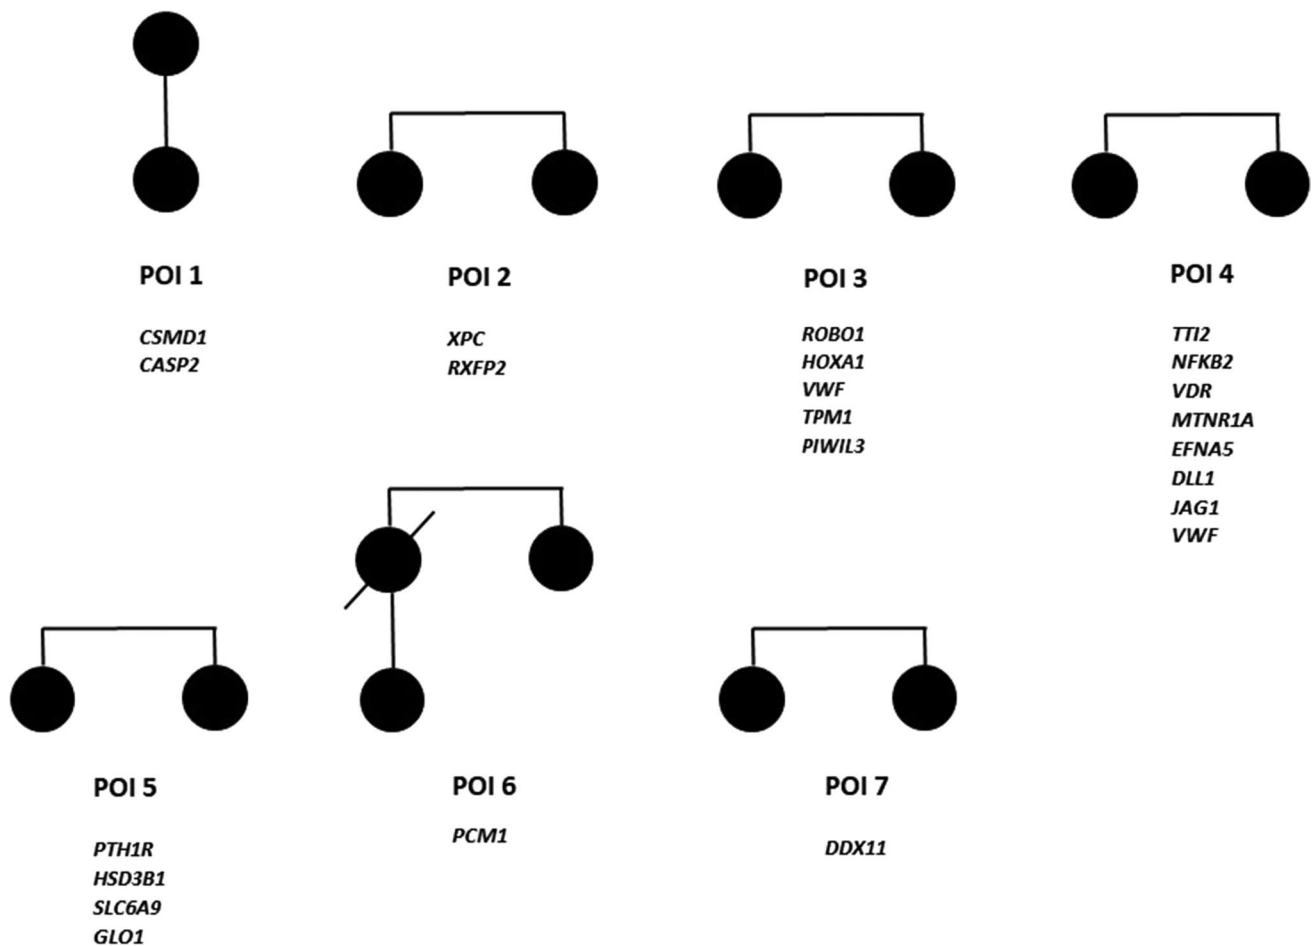 POI 1
CSMD1
CASP2
POI 2
XPC
RXFP2
POI 3
ROBO1
HOXA1
VWF
TPM1
PIWIL3
POI 4
TTI2
NFKB2
VDR
MTNR1A
EFNA5
DLL1
JAG1
VWF
POI 5
PTH1R
HSD3B1
SLC6A9
GLO1
POI 6
PCM1
POI 7
DDX11